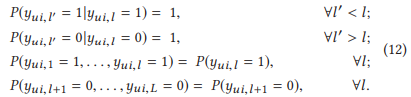 P(y_{ui,l'} = 1|y_{ui,l} = 1) = 1, ∀l' < l;
P(y_{ui,l'} = 0|y_{ui,l} = 0) = 1, ∀l' > l;
(12)
P(y_{ui,1} = 1, . . . , y_{ui,l} = 1) = P(y_{ui,l} = 1), ∀l;
P(y_{ui,l+1} = 0, . . . , y_{ui,L} = 0) = P(y_{ui,l+1} = 0), ∀l.